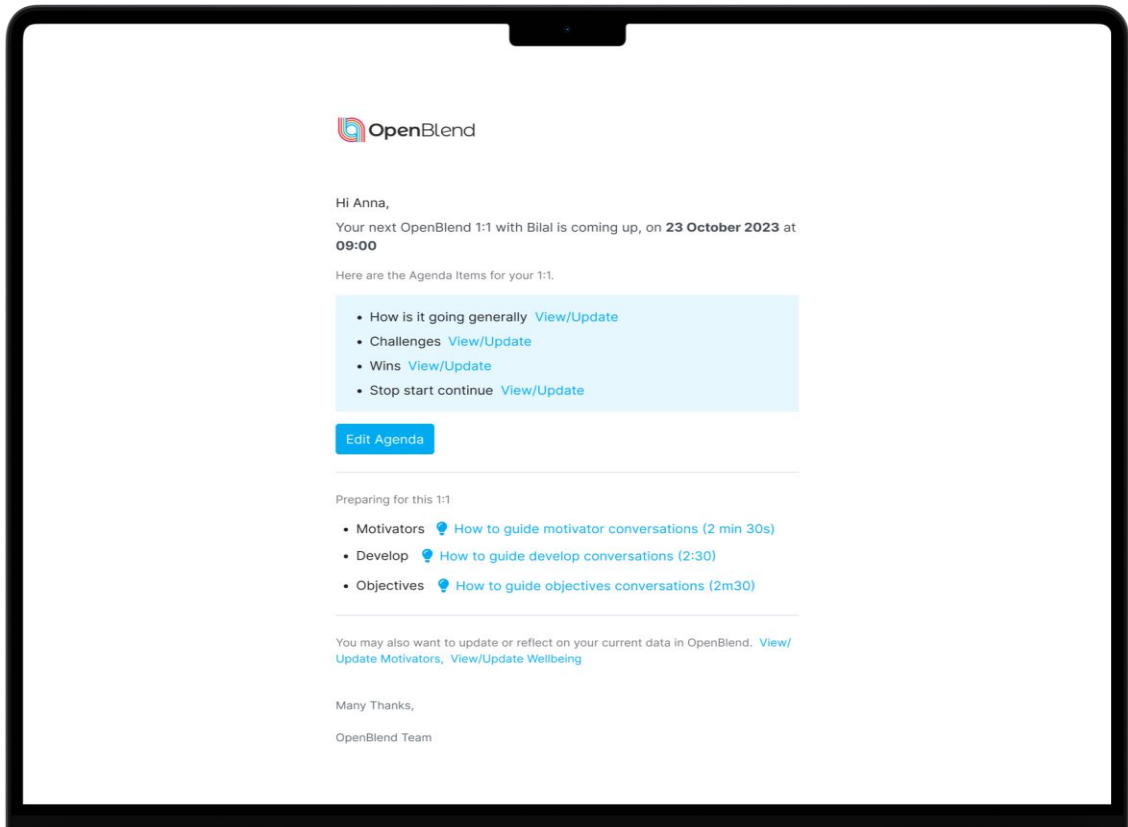 OpenBlend
Hi Anna,
Your next OpenBlend 1:1 with Bilal is coming up, on 23 October 2023 at
09:00
Here are the Agenda Items for your 1:1.
• How is it going generally View/Update
• Challenges View/Update
• Wins View/Update
• Stop start continue View/Update
Edit Agenda
Preparing for this 1:1
• Motivators How to guide motivator conversations (2 min 30s)
• Develop How to guide develop conversations (2:30)
• Objectives How to guide objectives conversations (2m30)
You may also want to update or reflect on your current data in OpenBlend. View/
Update Motivators, View/Update Wellbeing
Many Thanks,
OpenBlend Team